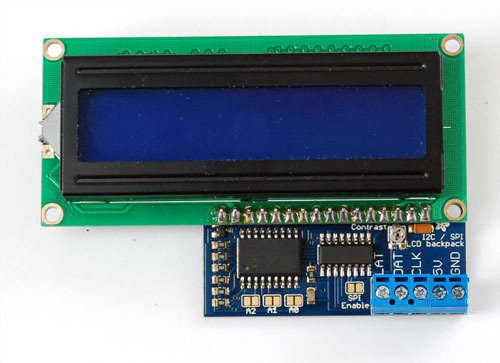 Contrast
I2C / SPI
LCD backpack
LAT
DAT
CLK
5V
GND
A2 A1 A0
SPI
Enable